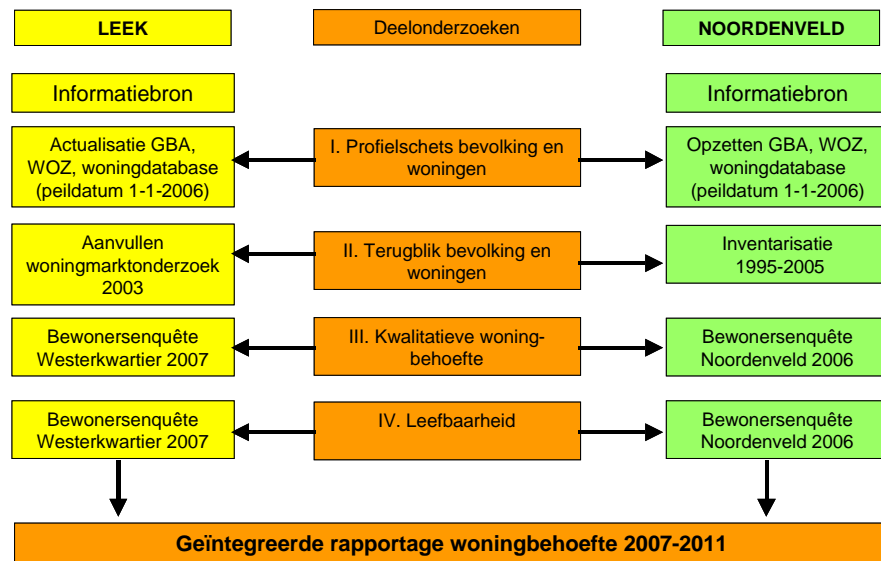 LEEK
Deelonderzoeken
NOORDENVELD
Informatiebron
Informatiebron
Actualisatie GBA,
WOZ, woningdatabase
(peildatum 1-1-2006)
I. Profielschets bevolking en
woningen
Opzetten GBA, WOZ,
woningdatabase
(peildatum 1-1-2006)
Aanvullen
woningmarktonderzoek
2003
II. Terugblik bevolking en
woningen
Inventarisatie
1995-2005
Bewonersenquête
Westerkwartier 2007
III. Kwalitatieve woning-
behoefte
Bewonersenquête
Noordenveld 2006
Bewonersenquête
Westerkwartier 2007
IV. Leefbaarheid
Bewonersenquête
Noordenveld 2006
Geïntegreerde rapportage woningbehoefte 2007-2011